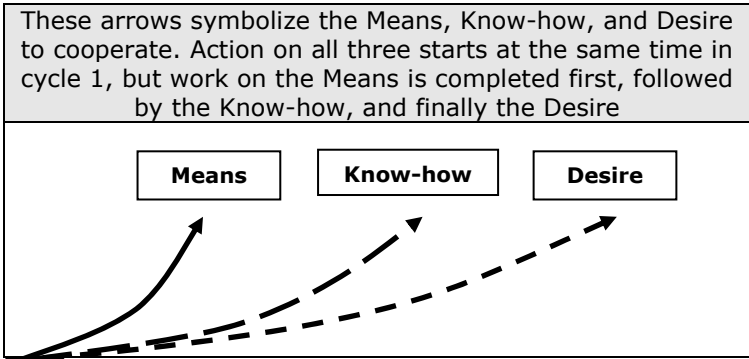 These arrows symbolize the Means, Know-how, and Desire
to cooperate. Action on all three starts at the same time in
cycle 1, but work on the Means is completed first, followed
by the Know-how, and finally the Desire
Means
Know-how
Desire